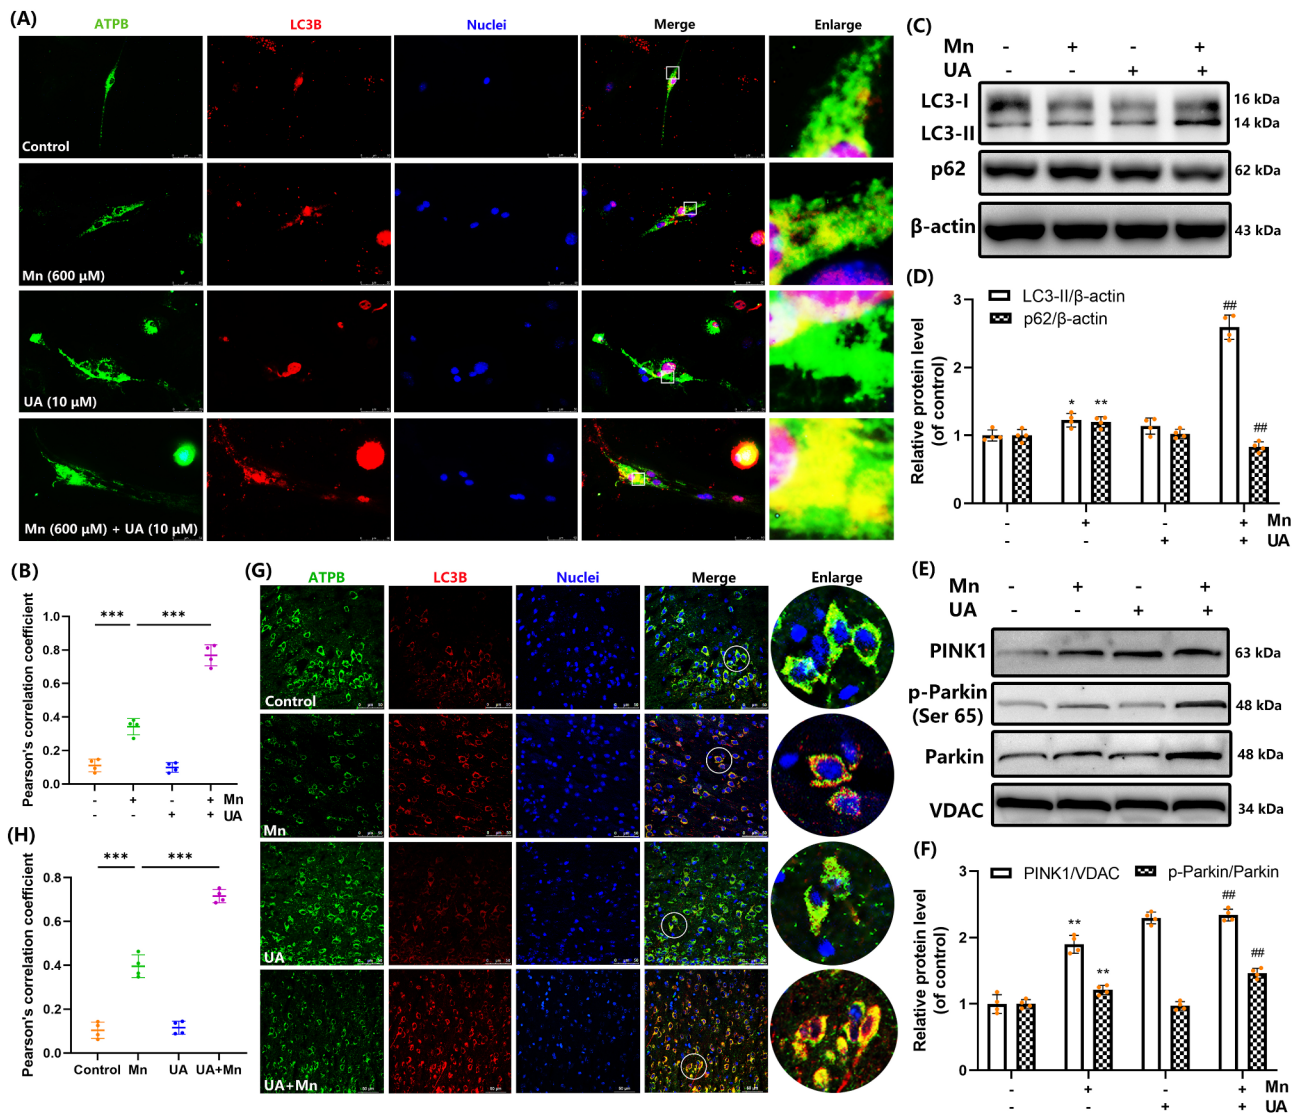 (A)
ATPB LC3B Nuclei Merge Enlarge
Control
Mn (600 μM)
UA (10 μM)
Mn (600 μM) + UA (10 μM)
(C)
Mn - + - +
UA - - + +
LC3-I 16 kDa
LC3-II 14 kDa
p62 62 kDa
β-actin 43 kDa
(D)
LC3-II/β-actin
p62/β-actin
Relative protein level
(of control)
3
2
1
0
* ** ## ##
- + - + Mn
- - + + UA
(B)
Pearson's correlation coefficient
1.0
0.8
0.6
0.4
0.2
0.0
*** ***
- + - + Mn
- - + + UA
(H)
Pearson's correlation coefficient
0.8
0.6
0.4
0.2
0.0
*** ***
Control Mn UA UA+Mn
(G)
ATPB LC3B Nuclei Merge Enlarge
Control
Mn
UA
UA+Mn
(E)
Mn - + - +
UA - - + +
PINK1 63 kDa
p-Parkin
(Ser 65) 48 kDa
Parkin 48 kDa
VDAC 34 kDa
(F)
PINK1/VDAC p-Parkin/Parkin
Relative protein level
(of control)
3
2
1
0
** ** ## ##
- + - + Mn
- - + + UA